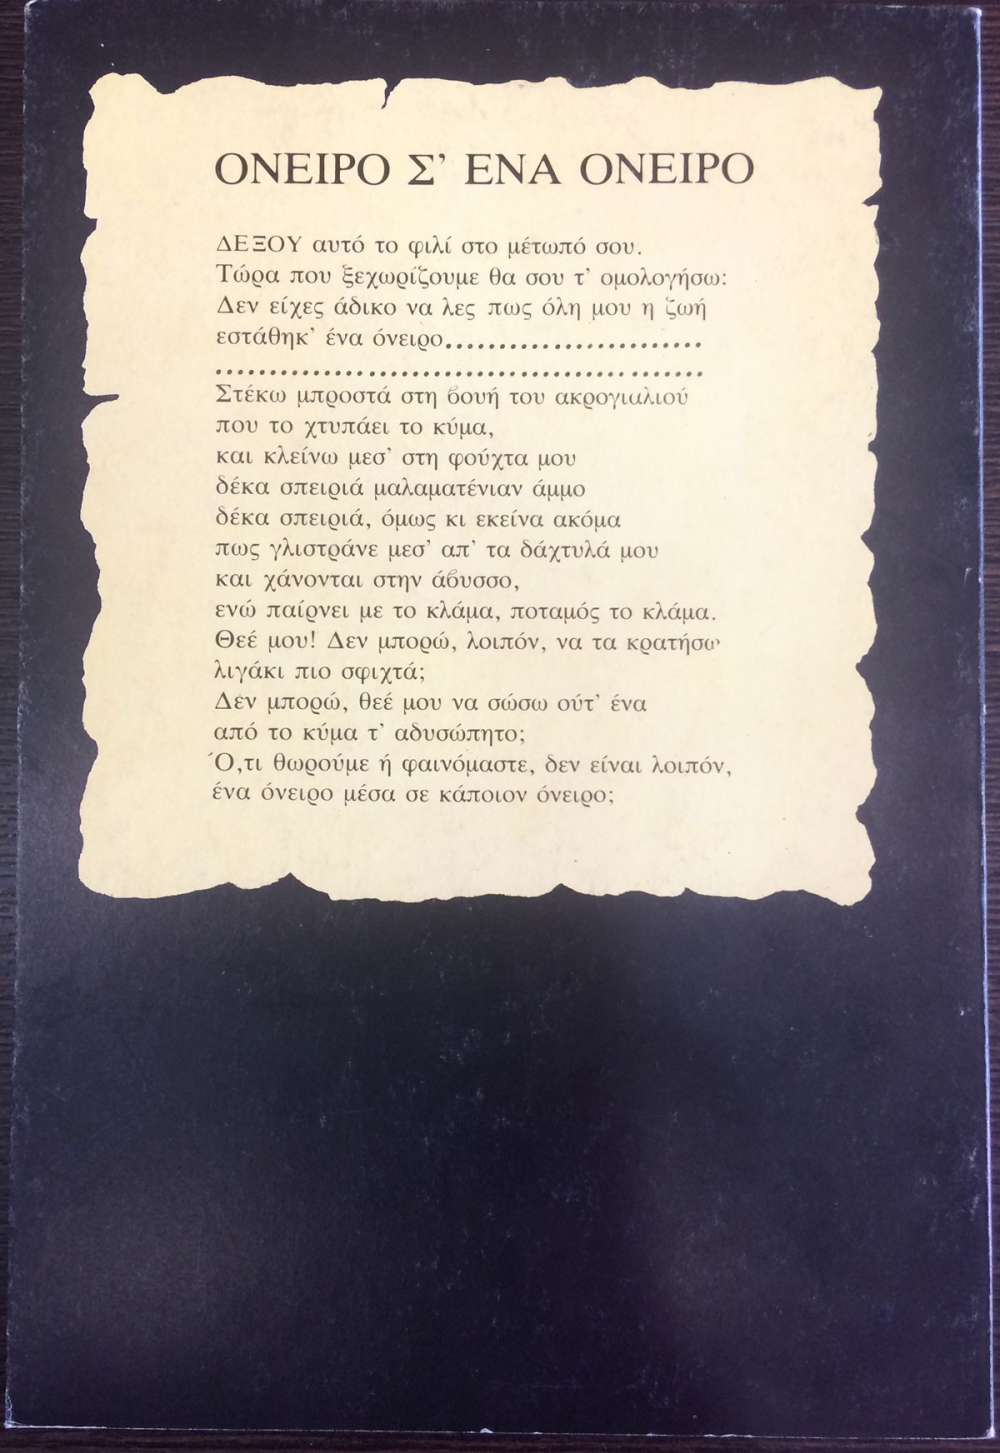 ΟΝΕΙΡΟ Σ' ΕΝΑ ΟΝΕΙΡΟ
ΔΕΞΟΥ αυτό το φιλί στο μέτωπό σου.
Τώρα που ξεχωρίζουμε θα σου τ' ομολογήσω:
Δεν είχες άδικο να λες πως όλη μου η ζωή
εστάθηκ' ένα όνειρο........................
.....................................
Στέκω μπροστά στη βουή του ακρογιαλιού
που το χτυπάει το κύμα,
και κλείνω μεσ' στη φούχτα μου
δέκα σπειριά μαλαματένιαν άμμο
δέκα σπειριά, όμως κι εκείνα ακόμα
πως γλιστράνε μεσ' απ' τα δάχτυλά μου
και χάνονται στην άβυσσο,
ενώ παίρνει με το κλάμα, ποταμός το κλάμα.
Θεέ μου! Δεν μπορώ, λοιπόν, να τα κρατήσω
λιγάκι πιο σφιχτά;
Δεν μπορώ, θεέ μου να σώσω ούτ' ένα
από το κύμα τ' αδυσώπητο;
Ό,τι θωρούμε ή φαινόμαστε, δεν είναι λοιπόν,
ένα όνειρο μέσα σε κάποιον όνειρο;